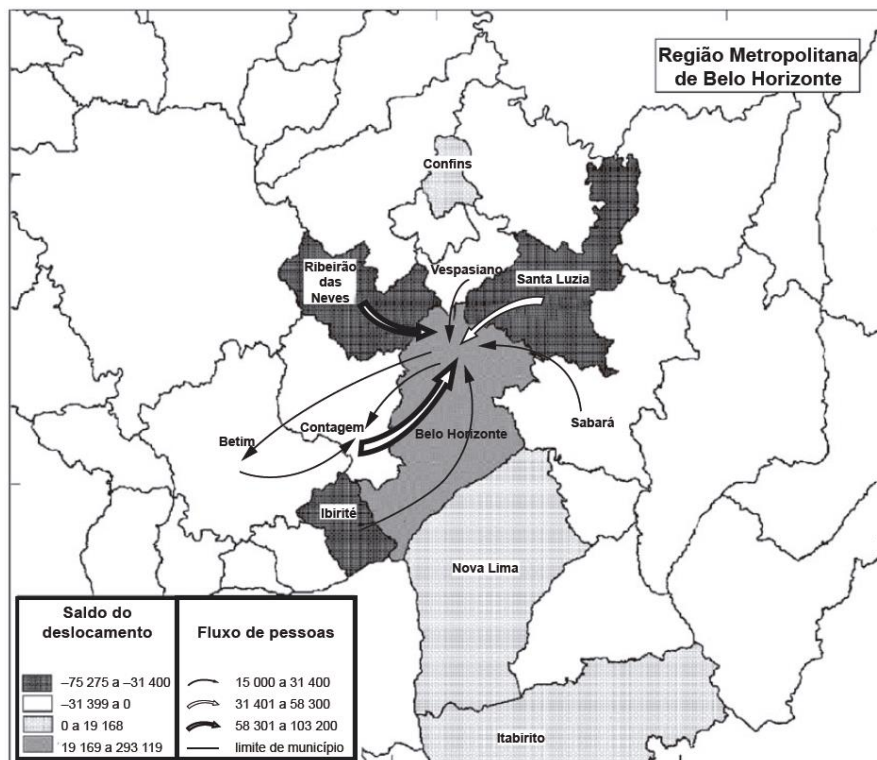 Região Metropolitana
de Belo Horizonte
Confins
Ribeirão
das
Neves
Vespasiano
Santa Luzia
Contagem
Betim
Belo Horizonte
Sabará
Ibirité
Nova Lima
Itabirito
Saldo do
deslocamento
–75 275 a –31 400
–31 399 a 0
0 a 19 168
19 169 a 293 119
Fluxo de pessoas
15 000 a 31 400
31 401 a 58 300
58 301 a 103 200
limite de município